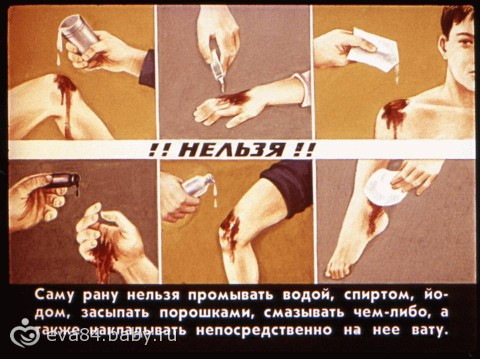 !! НЕЛЬЗЯ !!
Саму рану нельзя промывать водой, спиртом, йо-
дом, засыпать порошками, смазывать чем-либо, а
также накладывать непосредственно на нее вату.
eva84.baby.ru